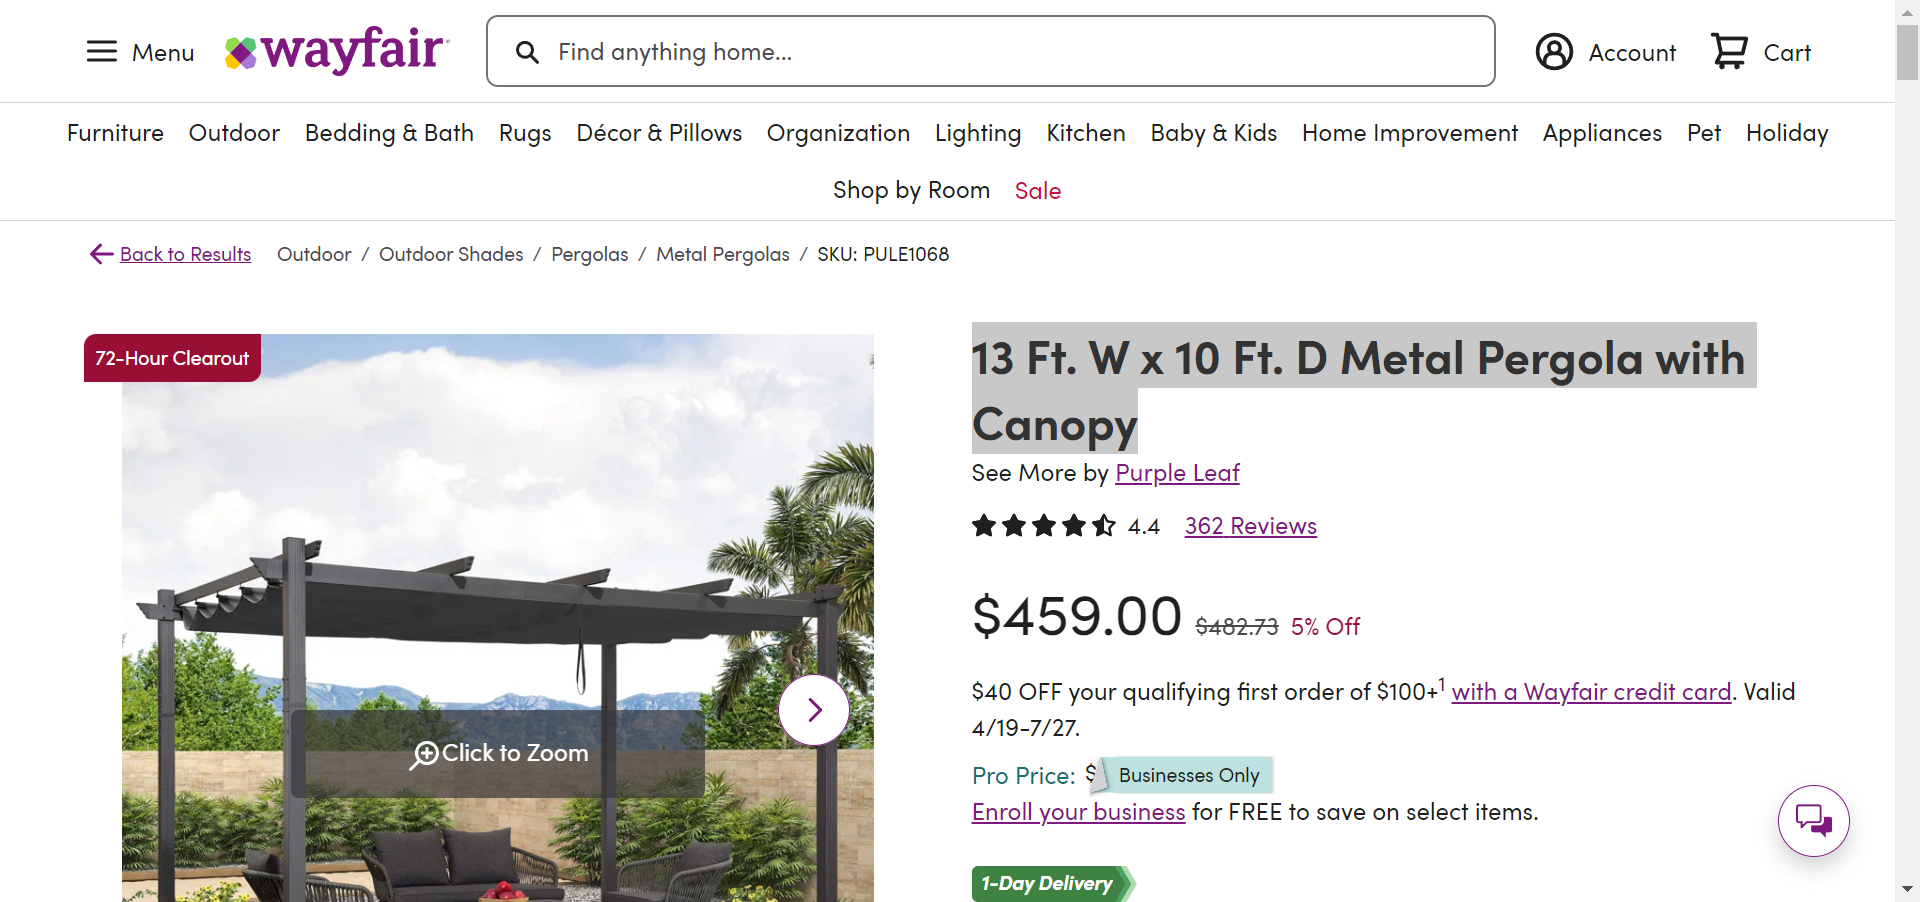 Menu
wayfair
Find anything home...
Account
Cart
Furniture Outdoor Bedding & Bath Rugs Décor & Pillows Organization Lighting Kitchen Baby & Kids Home Improvement Appliances Pet Holiday
Shop by Room Sale
Back to Results Outdoor / Outdoor Shades / Pergolas / Metal Pergolas / SKU: PULE1068
72-Hour Clearout
Click to Zoom
13 Ft. W x 10 Ft. D Metal Pergola with
Canopy
See More by Purple Leaf
4.4 362 Reviews
$459.00 $482.73 5% Off
$40 OFF your qualifying first order of $100+1 with a Wayfair credit card. Valid
4/19-7/27.
Pro Price: $ Businesses Only
Enroll your business for FREE to save on select items.
1-Day Delivery